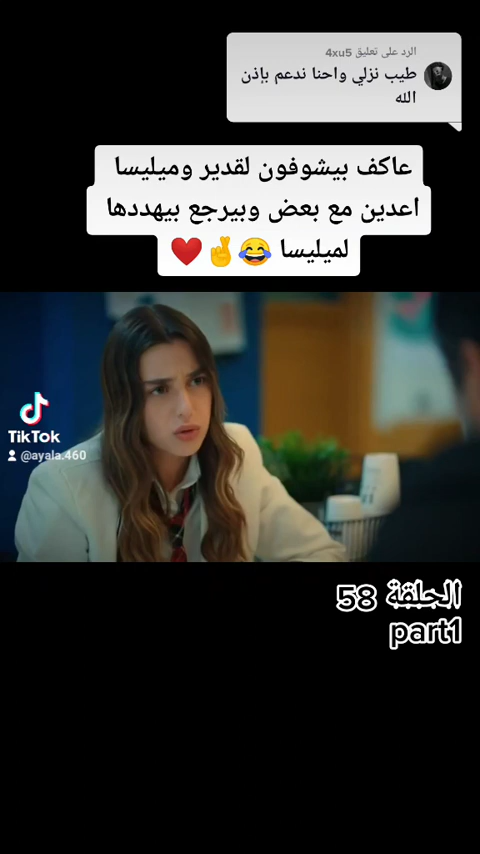 الرد على تعليق 4xu5
طيب نزلي واحنا ندعم بإذن
الله
عاكف بيشوفون لقدير وميليسا
اعدين مع بعض وبيرجع بيهددها
لميليسا 😂🤞❤️
TikTok
@ayala.460
الحلقة 58
part1